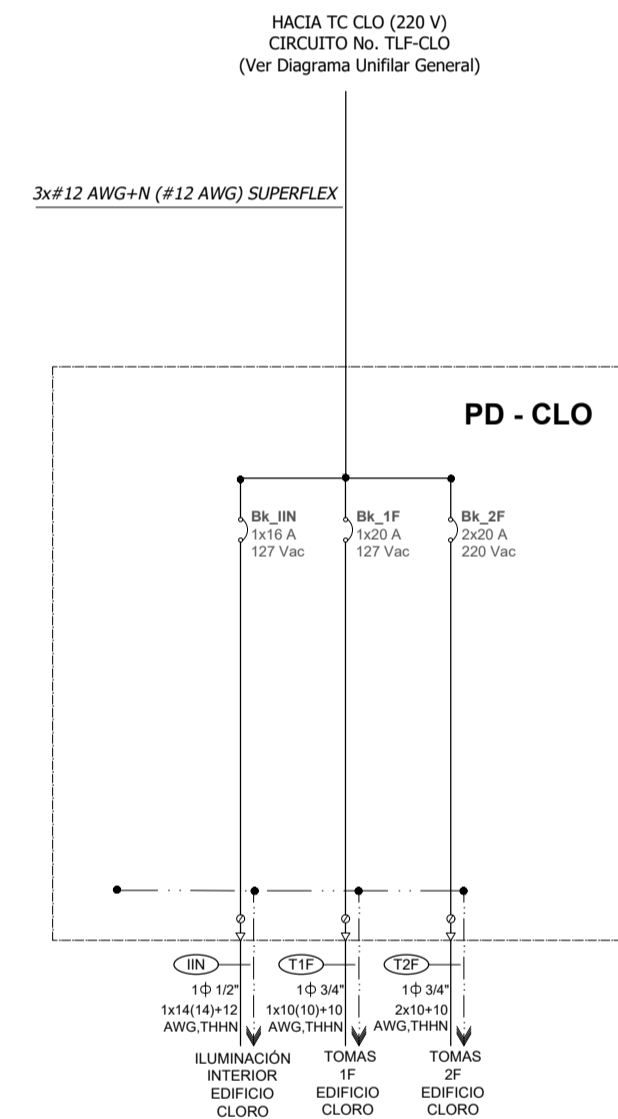 HACIA TC CLO (220 V)
CIRCUITO No. TLF-CLO
(Ver Diagrama Unifilar General)
3x#12 AWG+N (#12 AWG) SUPERFLEX
PD - CLO
Bk_IIN
1x16 A
127 Vac
Bk_1F
1x20 A
127 Vac
Bk_2F
2x20 A
220 Vac
IIN
1ϕ 1/2"
1x14(14)+12
AWG,THHN
ILUMINACIÓN
INTERIOR
EDIFICIO
CLORO
T1F
1ϕ 3/4"
1x10(10)+10
AWG,THHN
TOMAS
1F
EDIFICIO
CLORO
T2F
1ϕ 3/4"
2x10+10
AWG,THHN
TOMAS
2F
EDIFICIO
CLORO